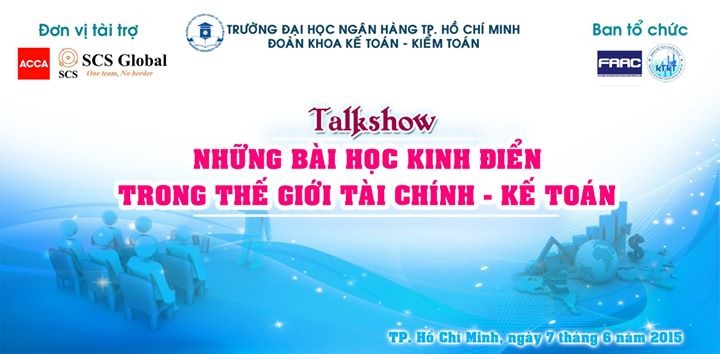 Đơn vị tài trợ
ACCA
SCS
SCS Global
One team, No border
TRƯỜNG ĐẠI HỌC NGÂN HÀNG TP. HỒ CHÍ MINH
ĐOÀN KHOA KẾ TOÁN - KIỂM TOÁN
Ban tổ chức
FAAC
KTKT
Talkshow
NHỮNG BÀI HỌC KINH ĐIỂN
TRONG THẾ GIỚI TÀI CHÍNH - KẾ TOÁN
TP. Hồ Chí Minh, ngày 7 tháng 6 năm 2015